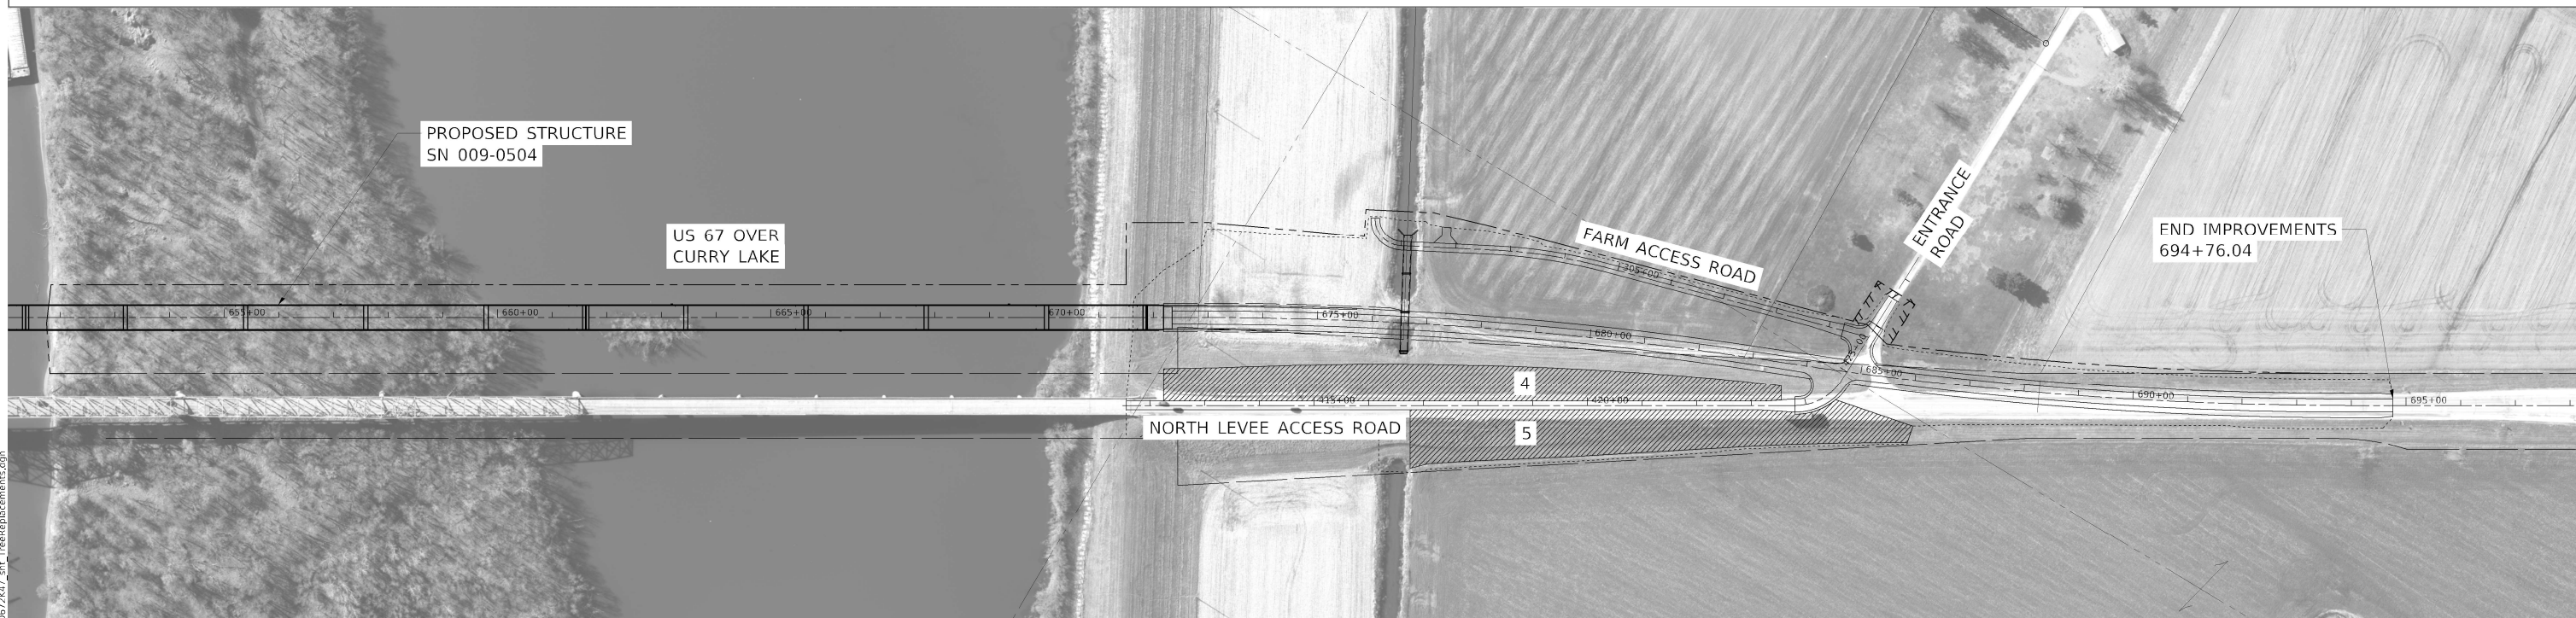 PROPOSED STRUCTURE
SN 009-0504
US 67 OVER
CURRY LAKE
FARM ACCESS ROAD
ENTRANCE
ROAD
END IMPROVEMENTS
694+76.04
305+00
655+00
660+00
665+00
670+00
675+00
680+00
685+00
690+00
695+00
4
415+00
420+00
NORTH LEVEE ACCESS ROAD
5